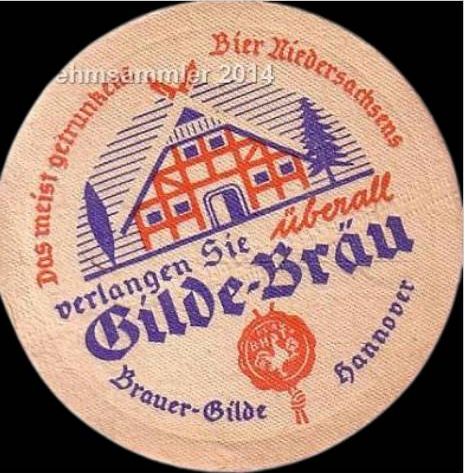 ehmsammler 2014
Das meist getrunkene Bier Niedersachsens
verlangen Sie überall
Gilde-Bräu
Brauer-Gilde Hannover